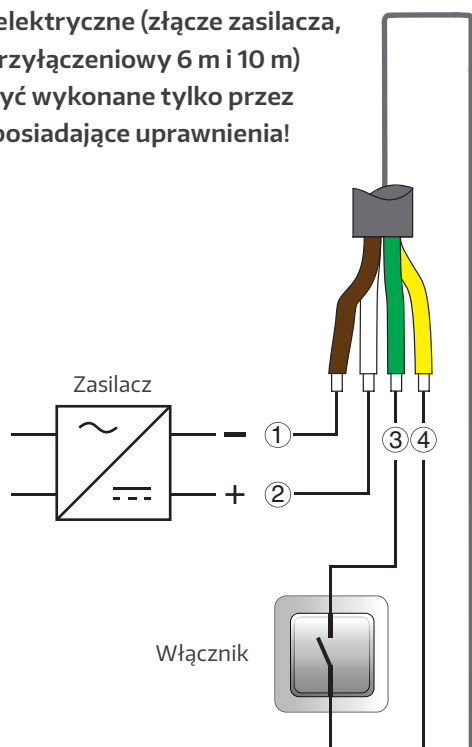 elektryczne (złącze zasilacza,
rzyłączeniowy 6 m i 10 m)
yć wykonane tylko przez
posiadające uprawnienia!
Zasilacz
− ①
+ ②
③ ④
Włącznik